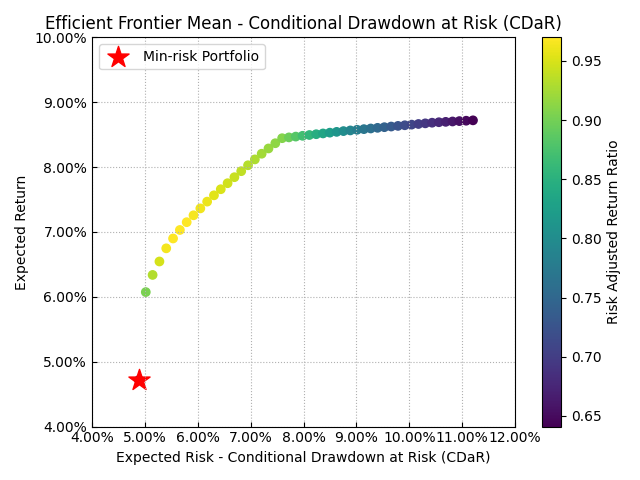 Efficient Frontier Mean - Conditional Drawdown at Risk (CDaR)
10.00%
9.00%
8.00%
7.00%
6.00%
5.00%
4.00%
Expected Return
Min-risk Portfolio
4.00% 5.00% 6.00% 7.00% 8.00% 9.00% 10.00% 11.00% 12.00%
Expected Risk - Conditional Drawdown at Risk (CDaR)
0.95
0.90
0.85
0.80
0.75
0.70
0.65
Risk Adjusted Return Ratio